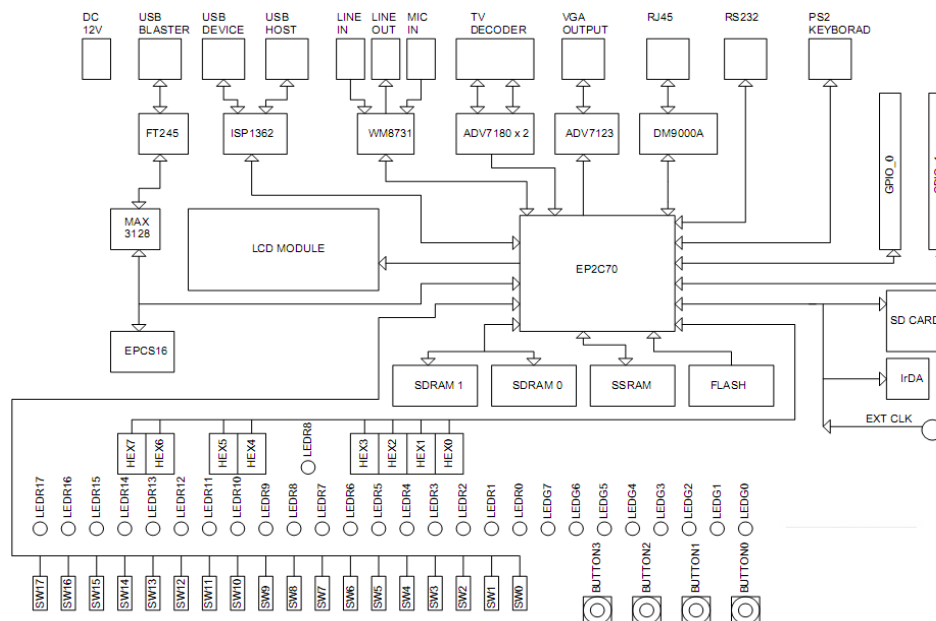 DC
12V
USB
BLASTER
USB
DEVICE
USB
HOST
LINE
IN
LINE
OUT
MIC
IN
TV
DECODER
VGA
OUTPUT
RJ45
RS232
PS2
KEYBORAD
FT245
ISP1362
WM8731
ADV7180 x 2
ADV7123
DM9000A
GPIO_0
MAX
3128
LCD MODULE
EP2C70
SD CARD
EPCS16
SDRAM 1
SDRAM 0
SSRAM
FLASH
IrDA
EXT CLK
HEX7
HEX6
HEX5
HEX4
LEDR8
HEX3
HEX2
HEX1
HEX0
LEDR17
LEDR16
LEDR15
LEDR14
LEDR13
LEDR12
LEDR11
LEDR10
LEDR9
LEDR8
LEDR7
LEDR6
LEDR5
LEDR4
LEDR3
LEDR2
LEDR1
LEDR0
LEDG7
LEDG6
LEDG5
LEDG4
LEDG3
LEDG2
LEDG1
LEDG0
SW17
SW16
SW15
SW14
SW13
SW12
SW11
SW10
SW9
SW8
SW7
SW6
SW5
SW4
SW3
SW2
SW1
SW0
BUTTON3
BUTTON2
BUTTON1
BUTTON0